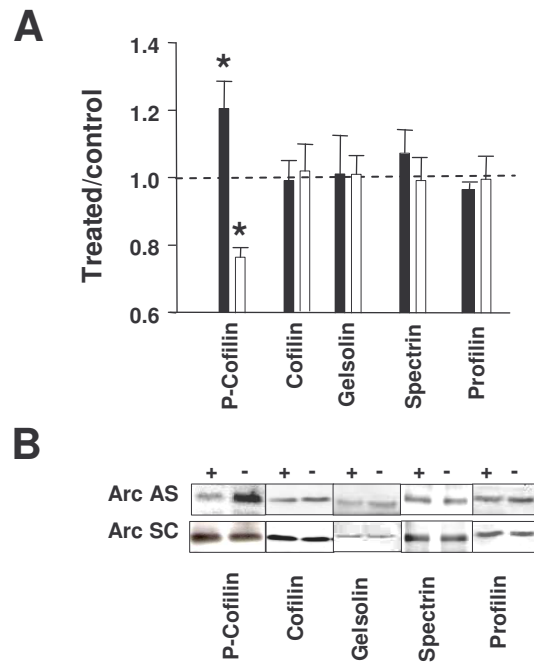 A
1.4
1.2
1.0
0.8
0.6
Treated/control
*
*
P-Cofilin
Cofilin
Gelsolin
Spectrin
Profilin
B
+ - + - + - + - + -
Arc AS
Arc SC
P-Cofilin
Cofilin
Gelsolin
Spectrin
Profilin